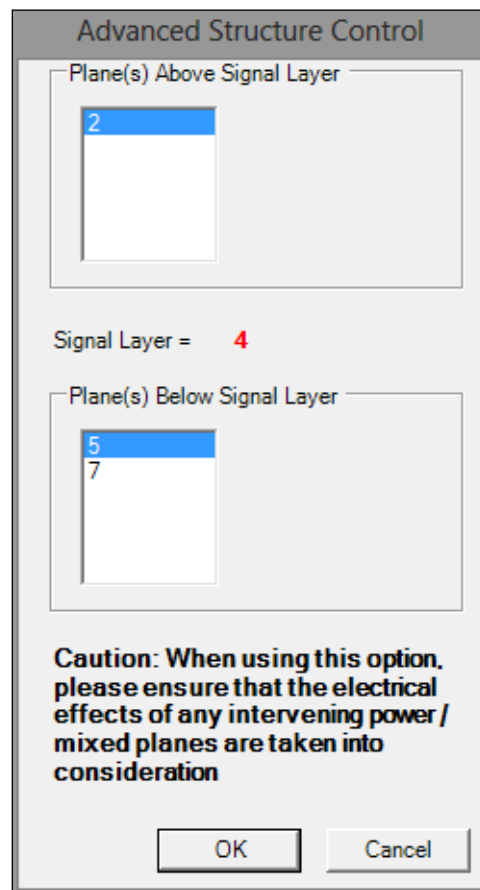 Advanced Structure Control
Plane(s) Above Signal Layer
2
Signal Layer = 4
Plane(s) Below Signal Layer
5
7
Caution: When using this option,
please ensure that the electrical
effects of any intervening power /
mixed planes are taken into
consideration
OK Cancel